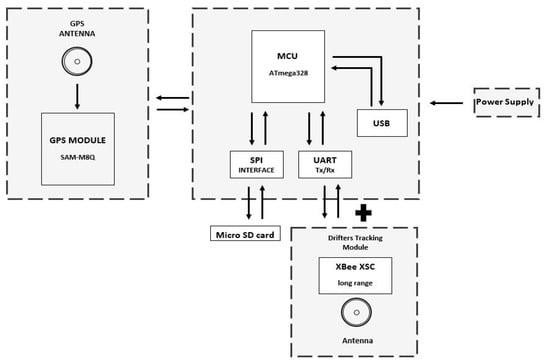 GPS
ANTENNA
GPS MODULE
SAM-M8Q
MCU
ATmega328
USB
SPI
INTERFACE
UART
Tx/Rx
Power Supply
Micro SD card
Drifters Tracking
Module
XBee XSC
long range
Antenna